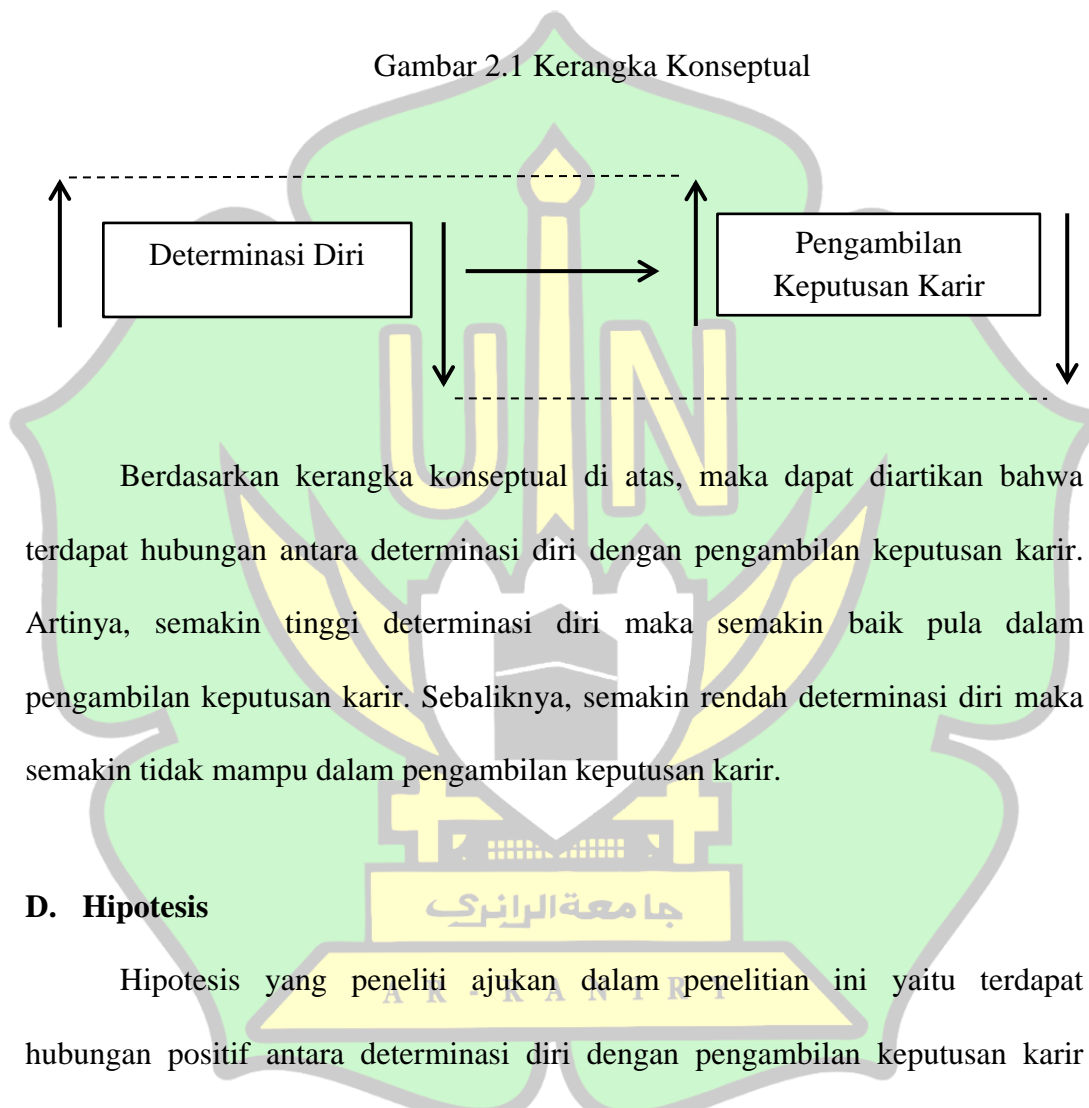 Gambar 2.1 Kerangka Konseptual
Determinasi Diri
Pengambilan
Keputusan Karir
UIN
Berdasarkan kerangka konseptual di atas, maka dapat diartikan bahwa
terdapat hubungan antara determinasi diri dengan pengambilan keputusan karir.
Artinya, semakin tinggi determinasi diri maka semakin baik pula dalam
pengambilan keputusan karir. Sebaliknya, semakin rendah determinasi diri maka
semakin tidak mampu dalam pengambilan keputusan karir.
D. Hipotesis
جامعة الرانري
Hipotesis yang peneliti ajukan dalam penelitian ini yaitu terdapat
AR-RANIRY
hubungan positif antara determinasi diri dengan pengambilan keputusan karir